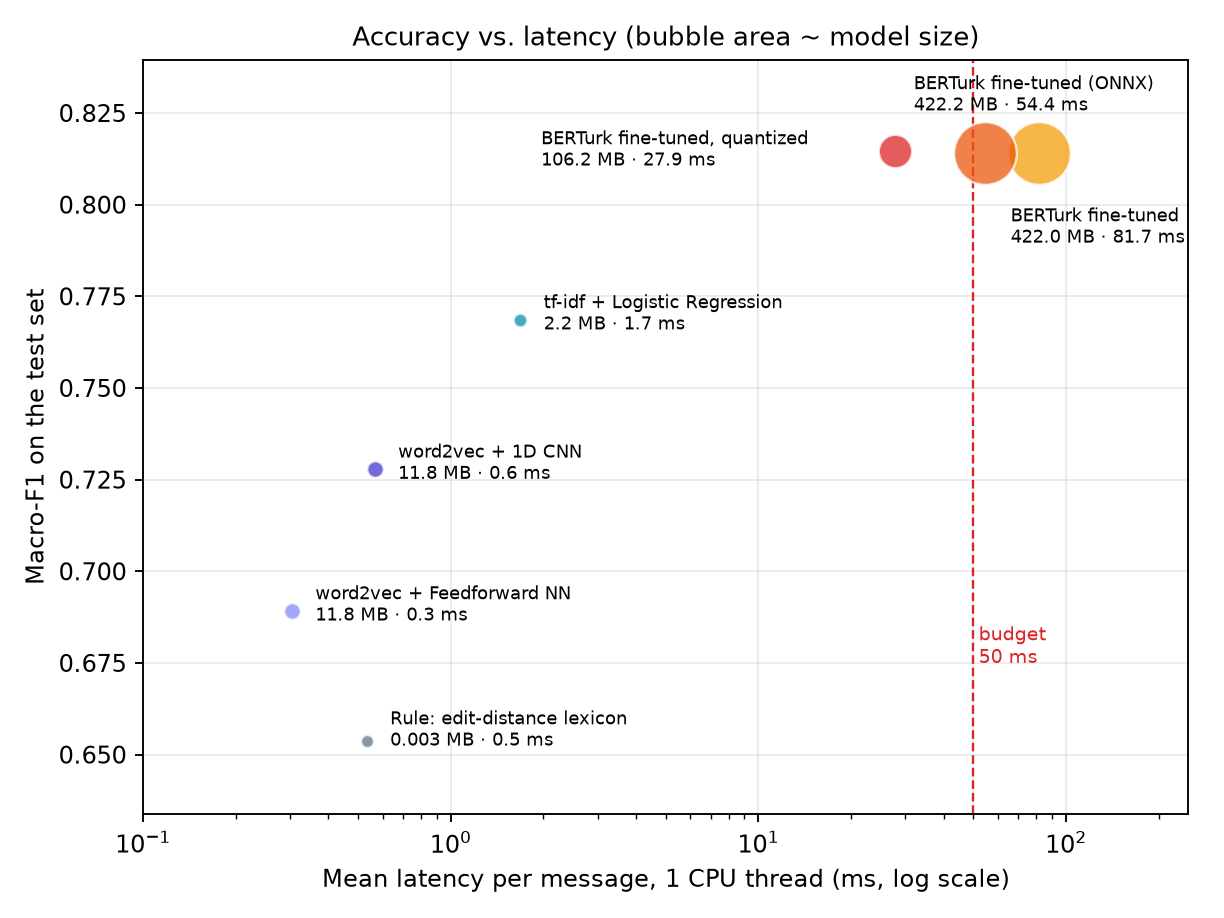 Accuracy vs. latency (bubble area ~ model size)
BERTurk fine-tuned (ONNX)
422.2 MB · 54.4 ms
BERTurk fine-tuned, quantized
106.2 MB · 27.9 ms
BERTurk fine-tuned
422.0 MB · 81.7 ms
tf-idf + Logistic Regression
2.2 MB · 1.7 ms
word2vec + 1D CNN
11.8 MB · 0.6 ms
word2vec + Feedforward NN
11.8 MB · 0.3 ms
budget
50 ms
Rule: edit-distance lexicon
0.003 MB · 0.5 ms
Macro-F1 on the test set
0.825
0.800
0.775
0.750
0.725
0.700
0.675
0.650
10⁻¹ 10⁰ 10¹ 10²
Mean latency per message, 1 CPU thread (ms, log scale)